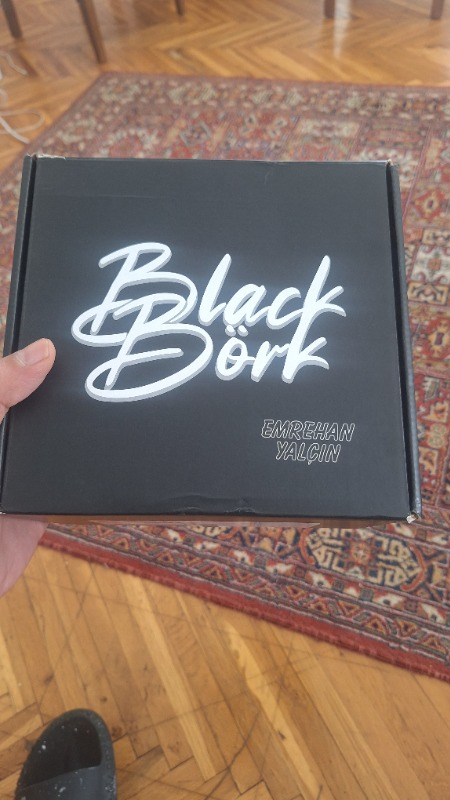 Black
Börk
EMREHAN
YALÇIN